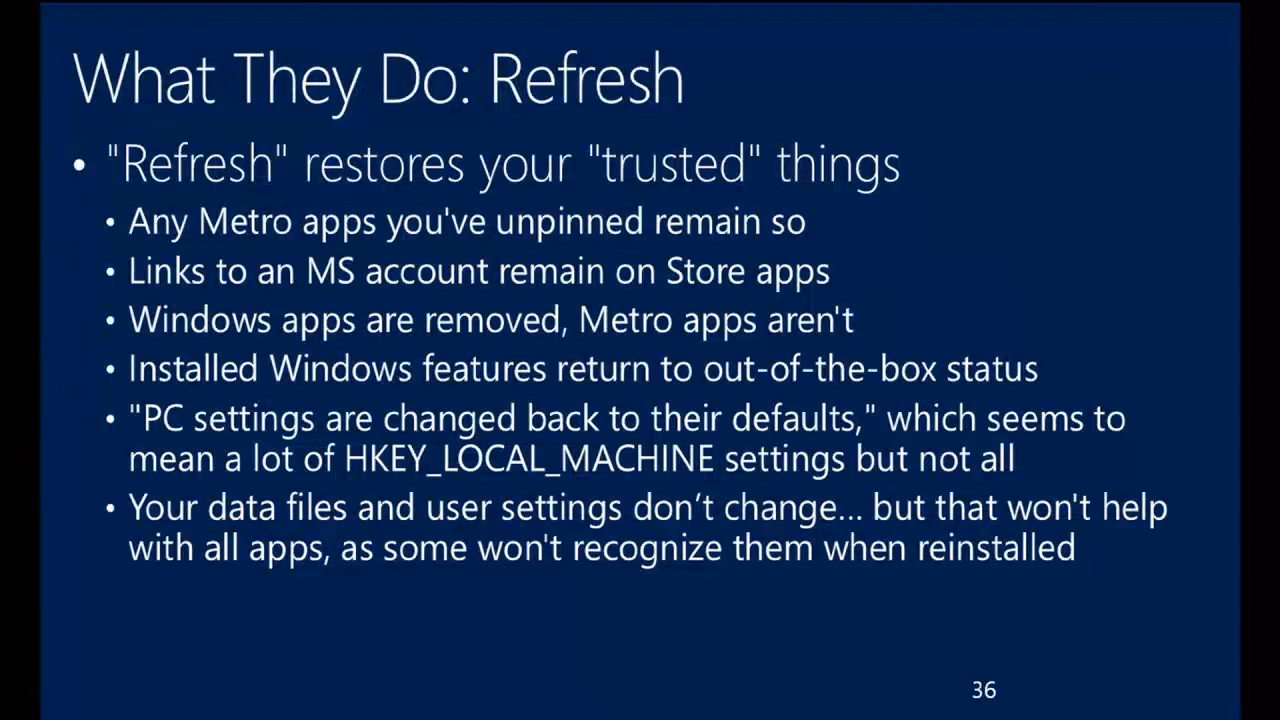 What They Do: Refresh
• "Refresh" restores your "trusted" things
• Any Metro apps you've unpinned remain so
• Links to an MS account remain on Store apps
• Windows apps are removed, Metro apps aren't
• Installed Windows features return to out-of-the-box status
• "PC settings are changed back to their defaults," which seems to
mean a lot of HKEY_LOCAL_MACHINE settings but not all
• Your data files and user settings don’t change... but that won't help
with all apps, as some won't recognize them when reinstalled
36